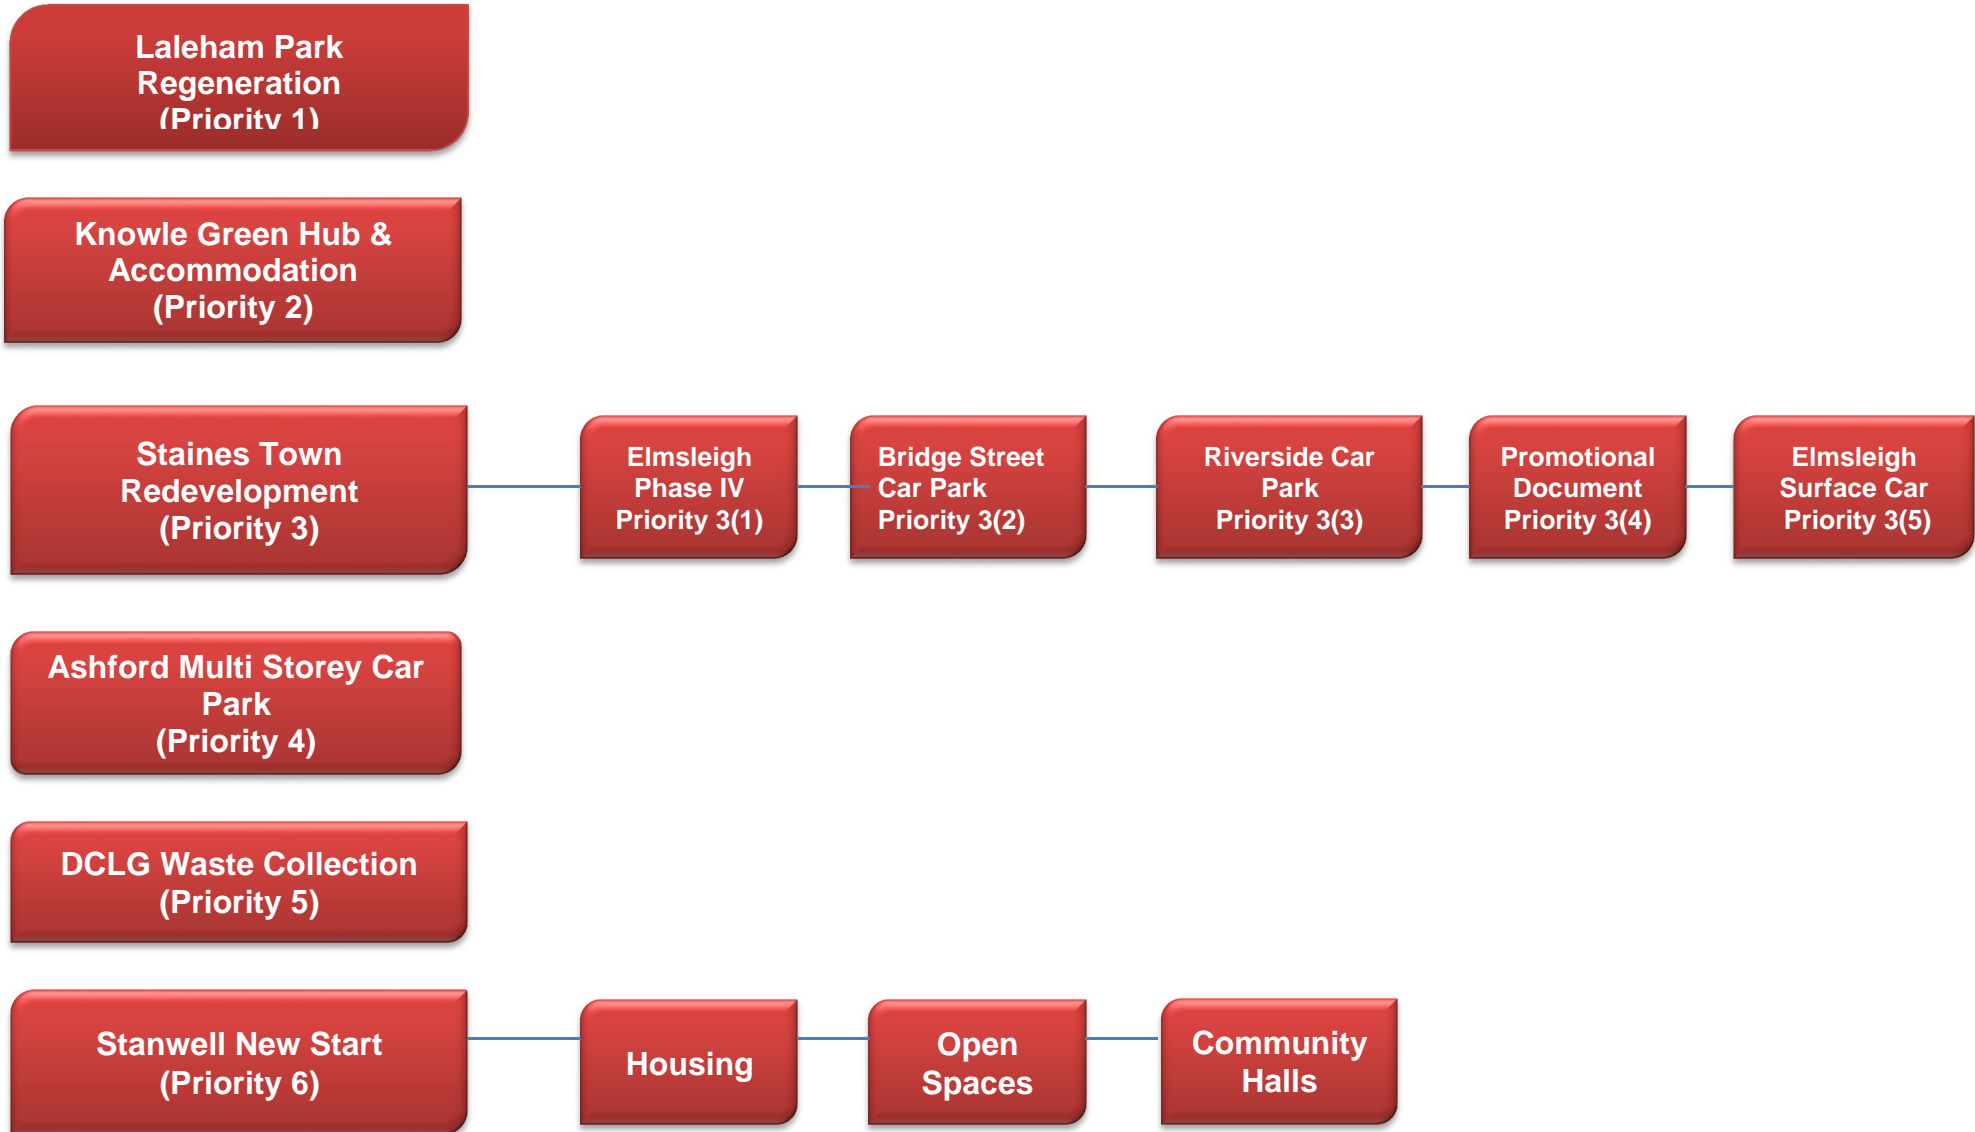 Laleham Park
Regeneration
(Priority 1)
Knowle Green Hub &
Accommodation
(Priority 2)
Staines Town
Redevelopment
(Priority 3)
Elmsleigh
Phase IV
Priority 3(1)
Bridge Street
Car Park
Priority 3(2)
Riverside Car
Park
Priority 3(3)
Promotional
Document
Priority 3(4)
Elmsleigh
Surface Car
Priority 3(5)
Ashford Multi Storey Car
Park
(Priority 4)
DCLG Waste Collection
(Priority 5)
Stanwell New Start
(Priority 6)
Housing
Open
Spaces
Community
Halls